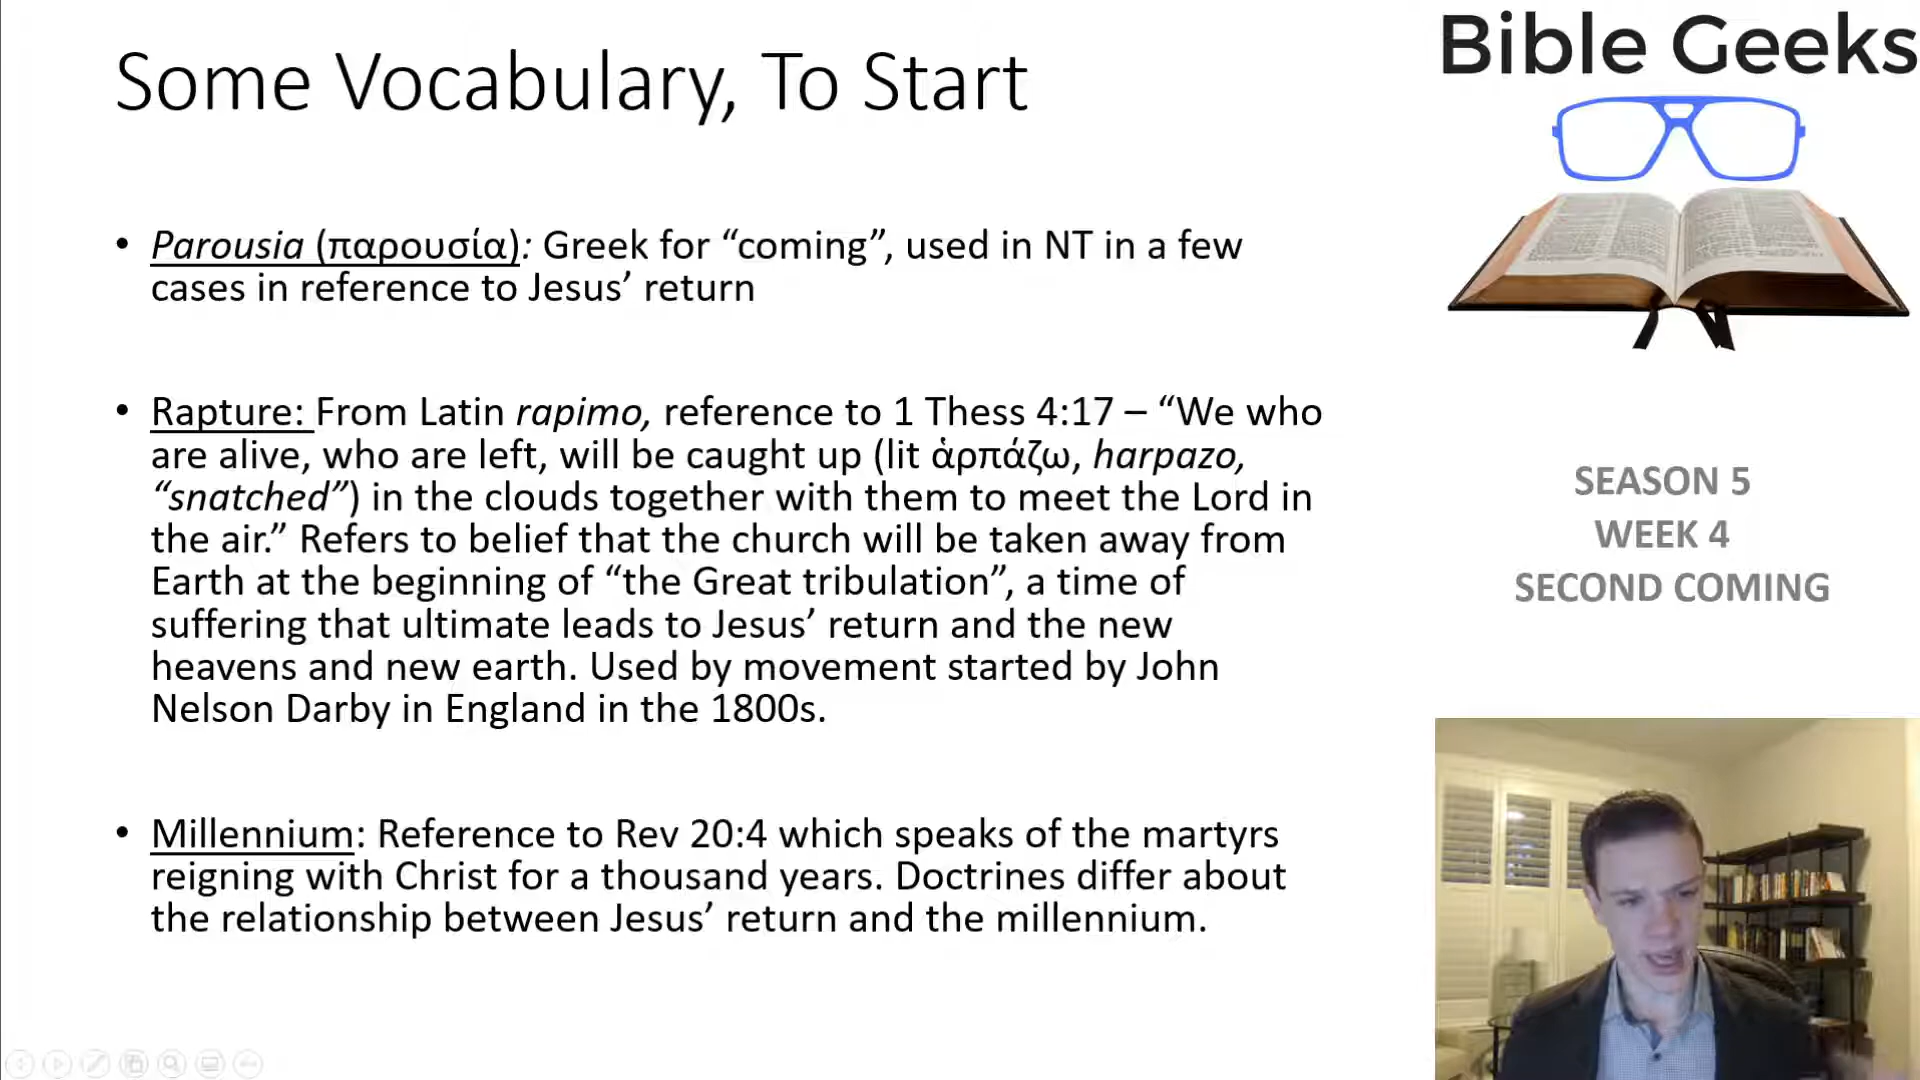 Some Vocabulary, To Start
• Parousia (παρουσία): Greek for “coming”, used in NT in a few
cases in reference to Jesus’ return
• Rapture: From Latin rapimo, reference to 1 Thess 4:17 – “We who
are alive, who are left, will be caught up (lit ἁρπάζω, harpazo,
“snatched”) in the clouds together with them to meet the Lord in
the air.” Refers to belief that the church will be taken away from
Earth at the beginning of “the Great tribulation”, a time of
suffering that ultimate leads to Jesus’ return and the new
heavens and new earth. Used by movement started by John
Nelson Darby in England in the 1800s.
• Millennium: Reference to Rev 20:4 which speaks of the martyrs
reigning with Christ for a thousand years. Doctrines differ about
the relationship between Jesus’ return and the millennium.
Bible Geeks
SEASON 5
WEEK 4
SECOND COMING